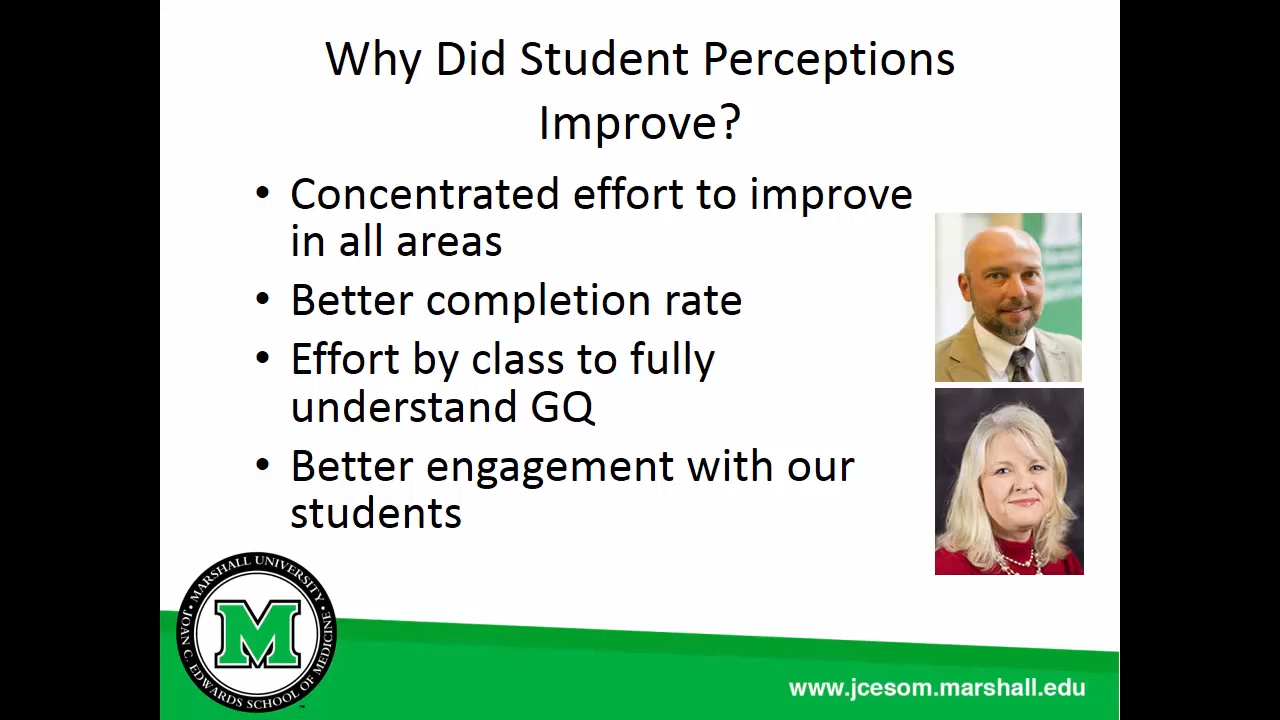 Why Did Student Perceptions
Improve?
• Concentrated effort to improve
in all areas
• Better completion rate
• Effort by class to fully
understand GQ
• Better engagement with our
students
• MARSHALL UNIVERSITY •
JOAN C. EDWARDS SCHOOL OF MEDICINE
M
™
www.jcesom.marshall.edu